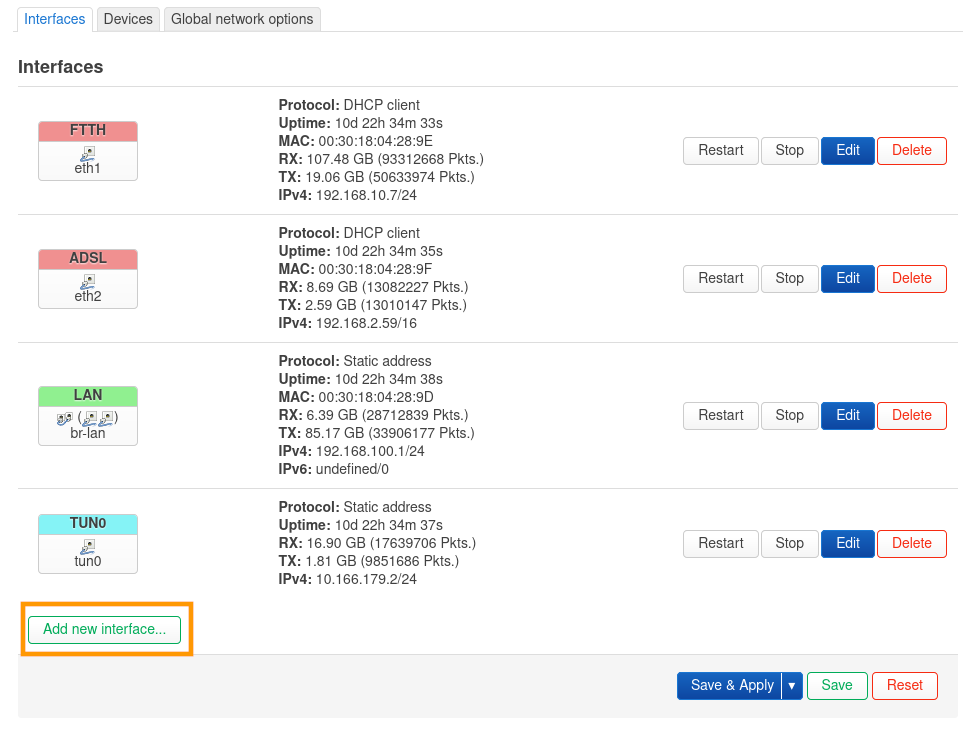 Interfaces Devices Global network options
Interfaces
FTTH
eth1
Protocol: DHCP client
Uptime: 10d 22h 34m 33s
MAC: 00:30:18:04:28:9E
RX: 107.48 GB (93312668 Pkts.)
TX: 19.06 GB (50633974 Pkts.)
IPv4: 192.168.10.7/24
Restart Stop Edit Delete
ADSL
eth2
Protocol: DHCP client
Uptime: 10d 22h 34m 35s
MAC: 00:30:18:04:28:9F
RX: 8.69 GB (13082227 Pkts.)
TX: 2.59 GB (13010147 Pkts.)
IPv4: 192.168.2.59/16
Restart Stop Edit Delete
LAN
( )
br-lan
Protocol: Static address
Uptime: 10d 22h 34m 38s
MAC: 00:30:18:04:28:9D
RX: 6.39 GB (28712839 Pkts.)
TX: 85.17 GB (33906177 Pkts.)
IPv4: 192.168.100.1/24
IPv6: undefined/0
Restart Stop Edit Delete
TUN0
tun0
Protocol: Static address
Uptime: 10d 22h 34m 37s
RX: 16.90 GB (17639706 Pkts.)
TX: 1.81 GB (9851686 Pkts.)
IPv4: 10.166.179.2/24
Restart Stop Edit Delete
Add new interface...
Save & Apply ▼ Save Reset